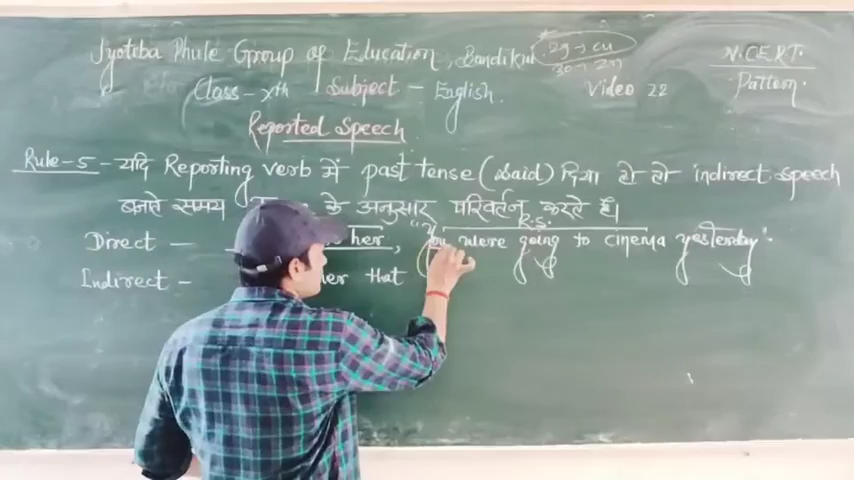 Jyotiba Phule Group of Education, Bandikui
N.C.E.R.T.
Pattern.
Class - Xth Subject - English.
Video 22
Reported Speech
Rule-5 - यदि Reporting verb में past tense (Said) दिया हो तो indirect speech
बनाते समय के अनुसार परिवर्तन करते हैं।
R.S.
Direct - her, "You were going to cinema yesterday".
Indirect - her that